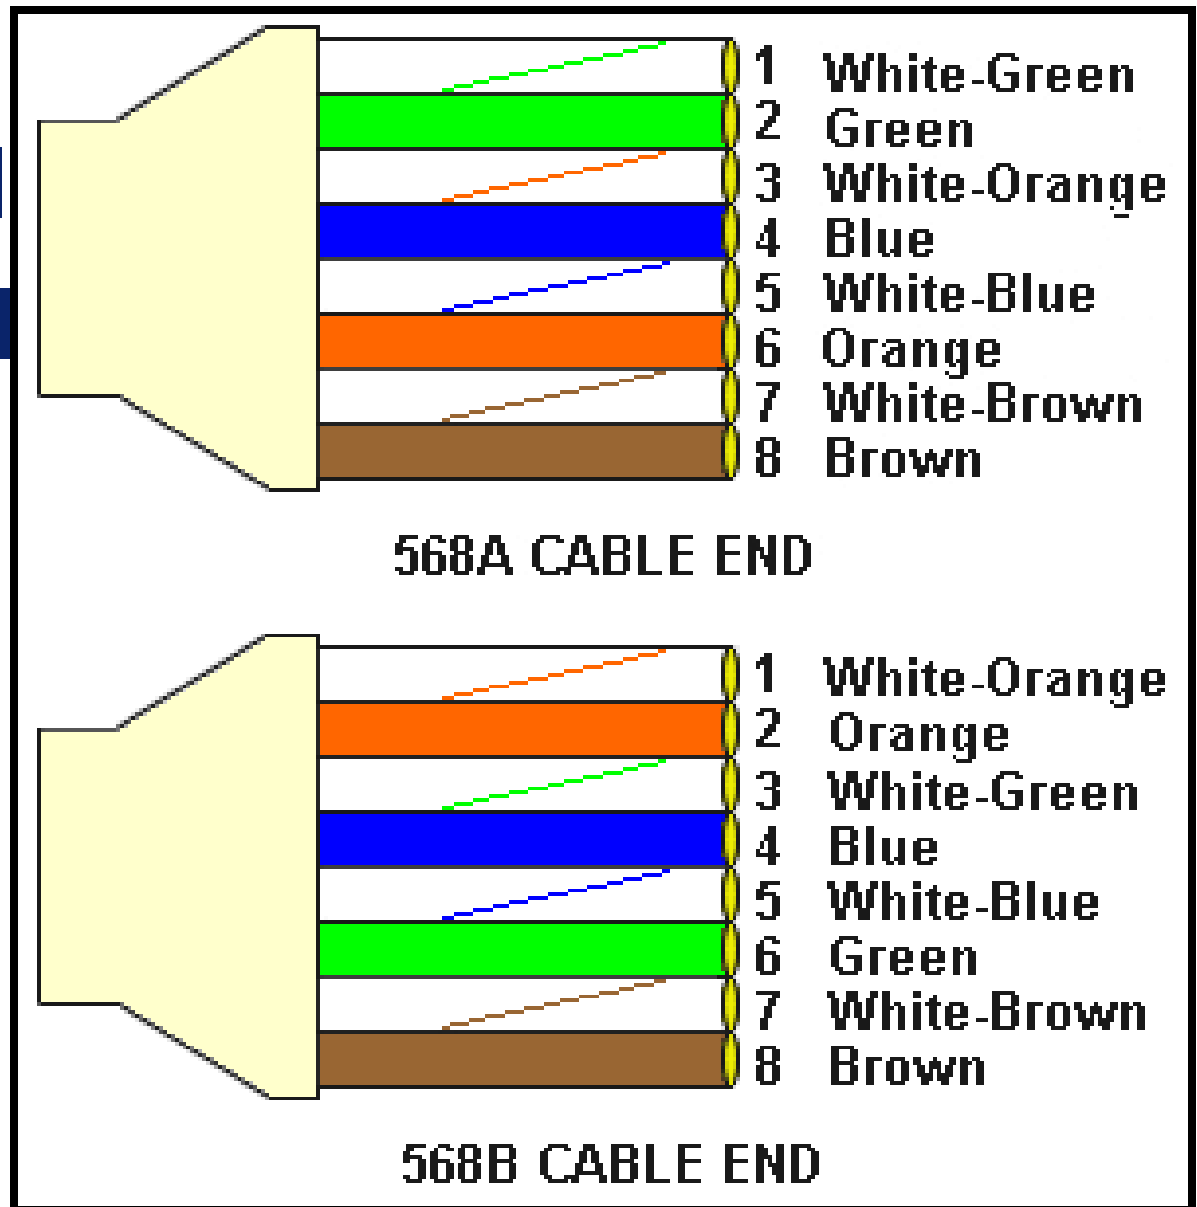 1 White-Green
2 Green
3 White-Orange
4 Blue
5 White-Blue
6 Orange
7 White-Brown
8 Brown
568A CABLE END
1 White-Orange
2 Orange
3 White-Green
4 Blue
5 White-Blue
6 Green
7 White-Brown
8 Brown
568B CABLE END